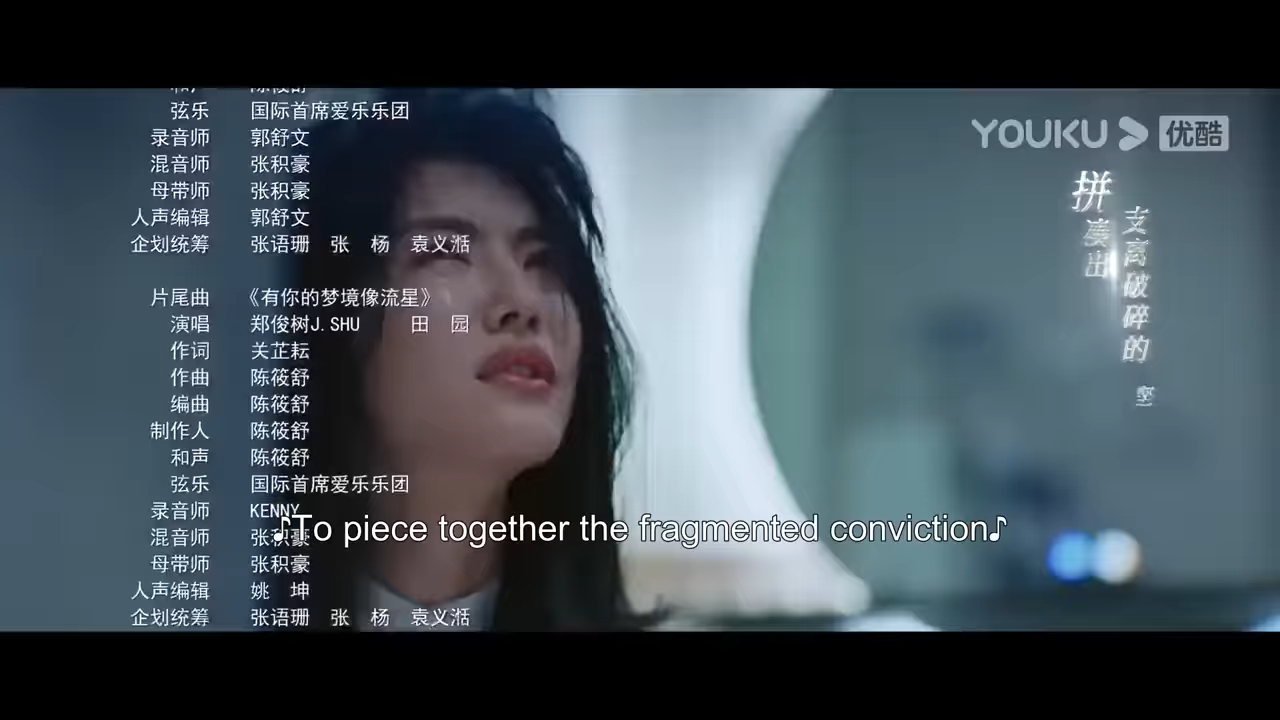 弦乐 国际首席爱乐乐团
录音师 郭舒文
混音师 张积豪
母带师 张积豪
人声编辑 郭舒文
企划统筹 张语珊 张 杨 袁义湉
片尾曲 《有你的梦境像流星》
演唱 郑俊树J.SHU 田 园
作词 关芷耘
作曲 陈筱舒
编曲 陈筱舒
制作人 陈筱舒
和声 陈筱舒
弦乐 国际首席爱乐乐团
录音师 KENNY
混音师 张积豪
母带师 张积豪
人声编辑 姚 坤
企划统筹 张语珊 张 杨 袁义湉
YOUKU 优酷
拼凑出
支离破碎的
♪To piece together the fragmented conviction♪